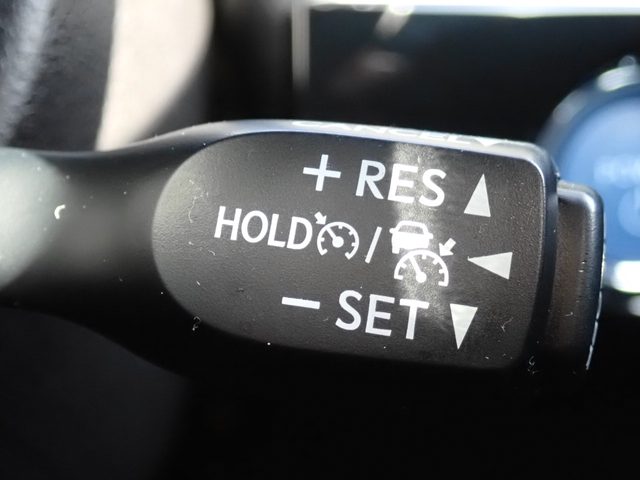 + RES
HOLD /
− SET